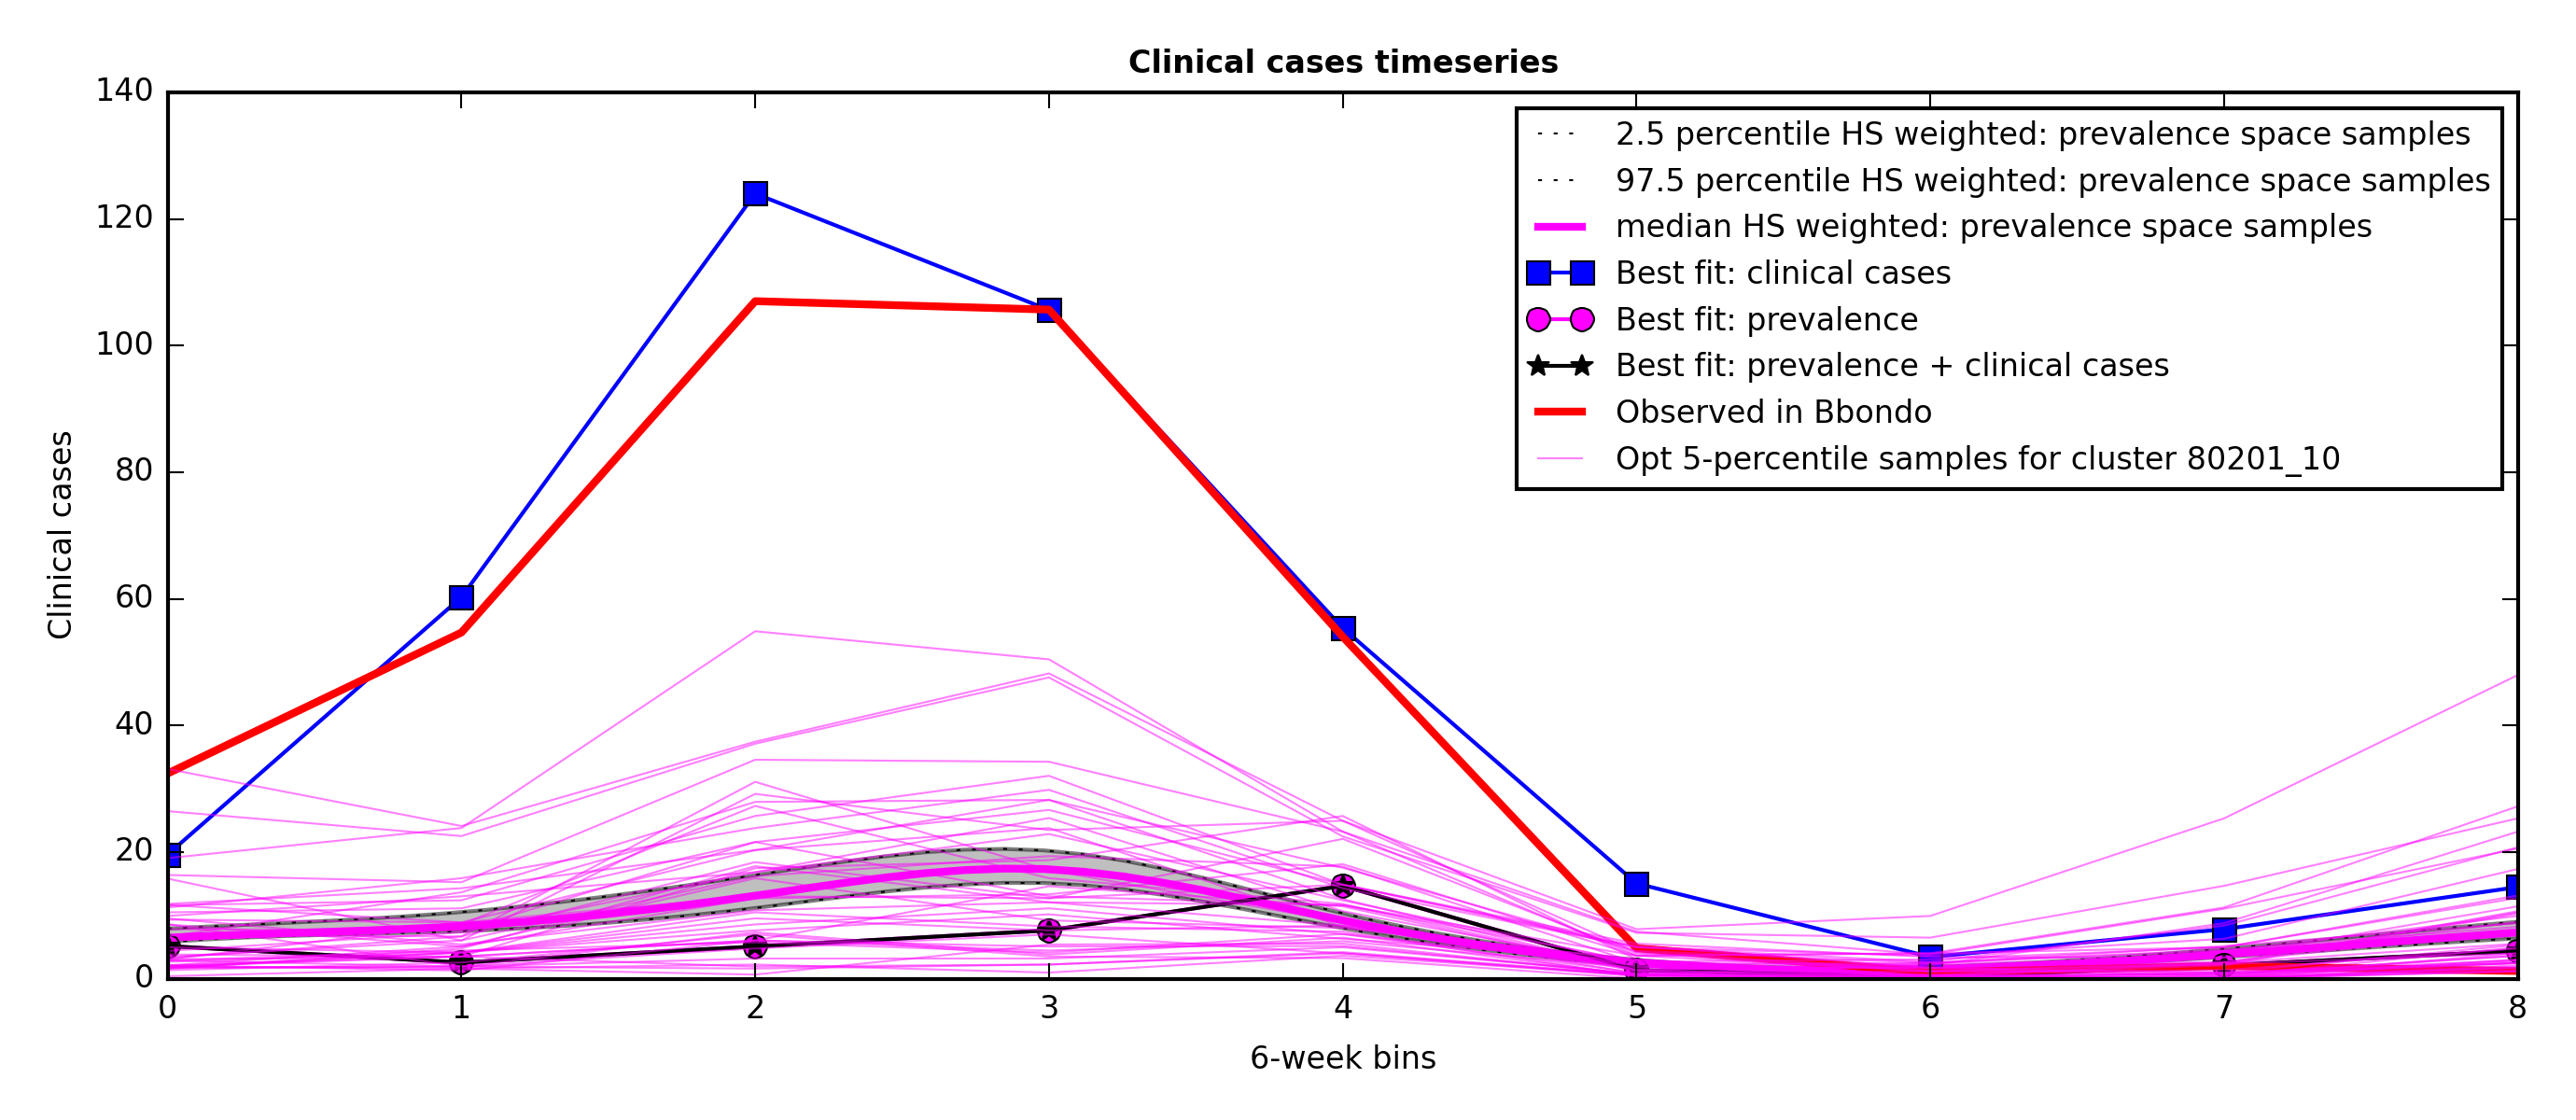 Clinical cases timeseries
140
120
100
80
60
40
20
0
Clinical cases
2.5 percentile HS weighted: prevalence space samples
97.5 percentile HS weighted: prevalence space samples
median HS weighted: prevalence space samples
Best fit: clinical cases
Best fit: prevalence
Best fit: prevalence + clinical cases
Observed in Bbondo
Opt 5-percentile samples for cluster 80201_10
0 1 2 3 4 5 6 7 8
6-week bins